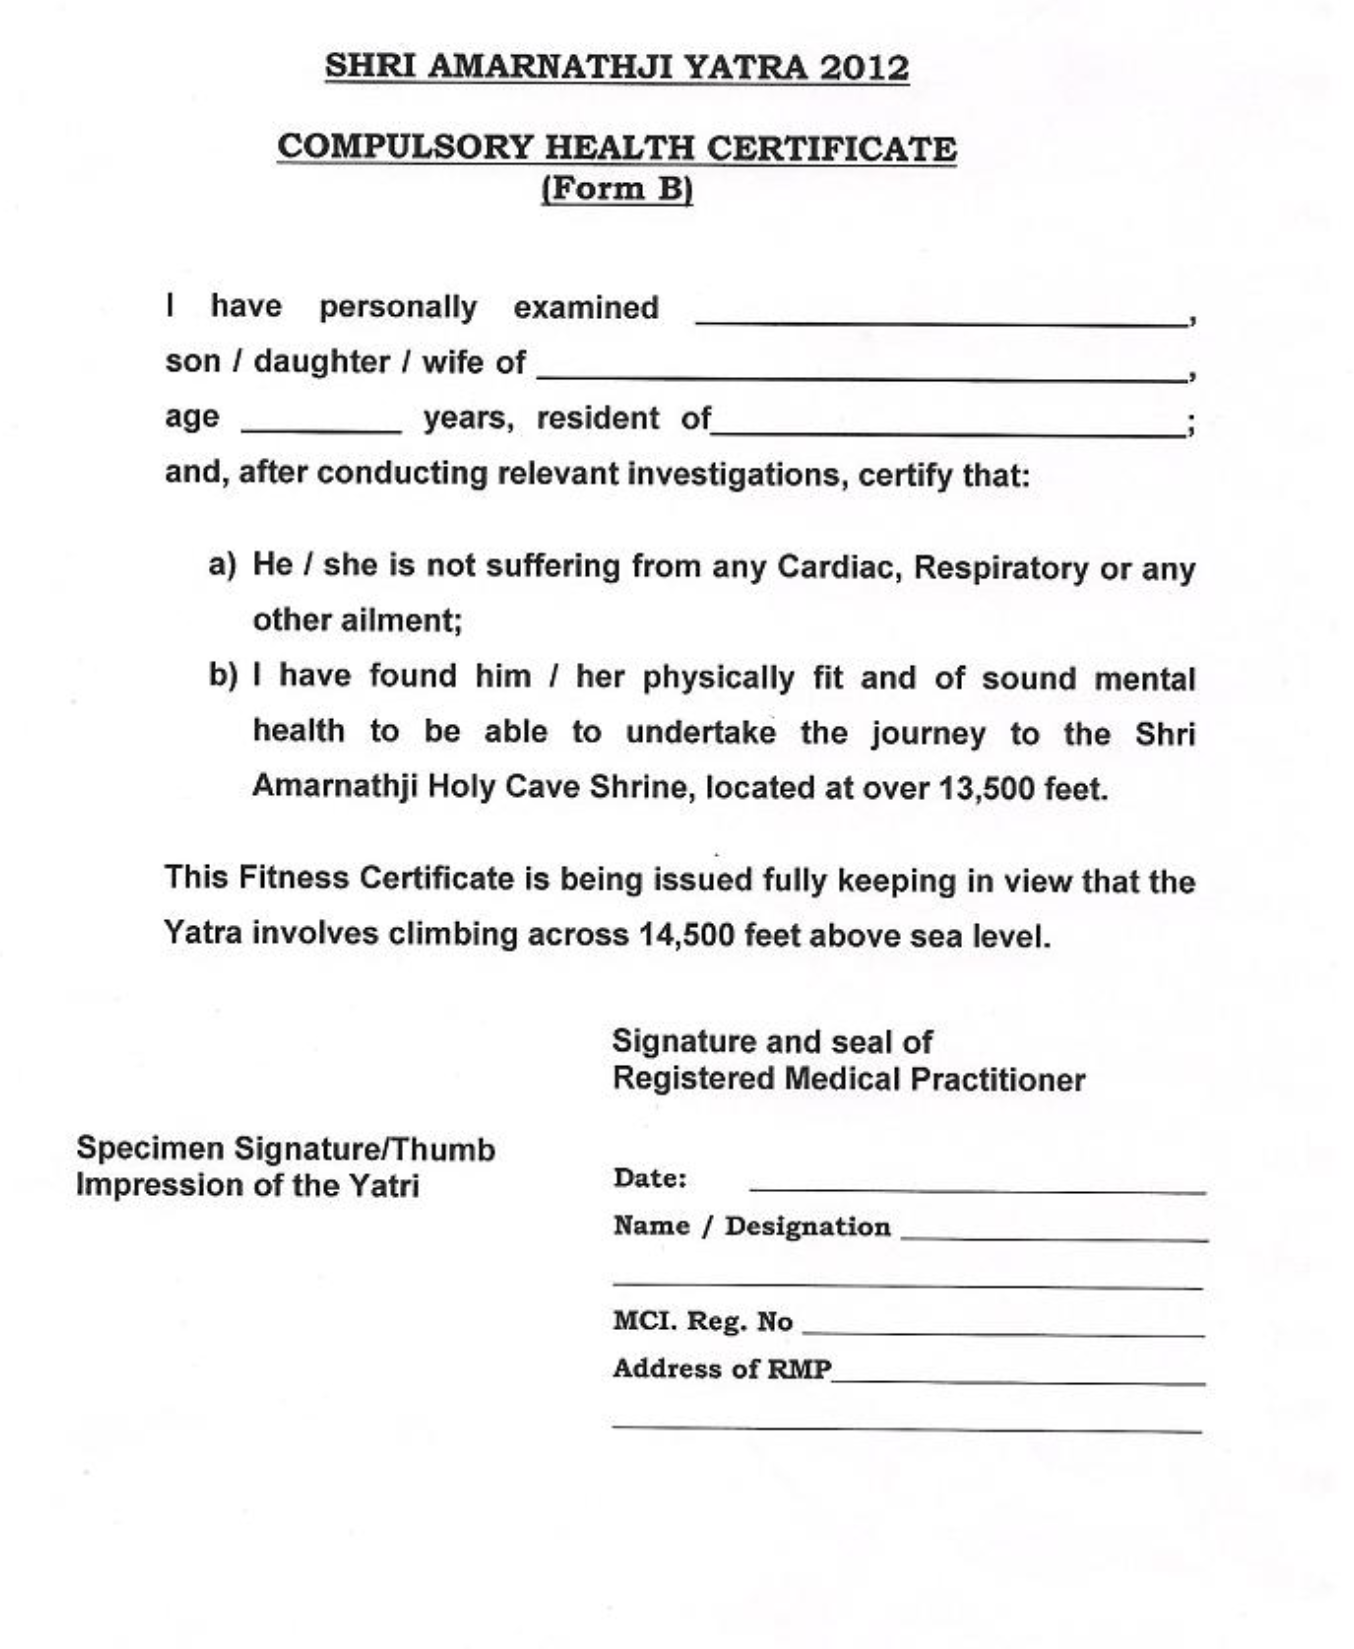 SHRI AMARNATHJI YATRA 2012
COMPULSORY HEALTH CERTIFICATE
(Form B)
I have personally examined ____________________,
son / daughter / wife of ____________________,
age ________ years, resident of____________________;
and, after conducting relevant investigations, certify that:
a) He / she is not suffering from any Cardiac, Respiratory or any
other ailment;
b) I have found him / her physically fit and of sound mental
health to be able to undertake the journey to the Shri
Amarnathji Holy Cave Shrine, located at over 13,500 feet.
This Fitness Certificate is being issued fully keeping in view that the
Yatra involves climbing across 14,500 feet above sea level.
Signature and seal of
Registered Medical Practitioner
Specimen Signature/Thumb
Impression of the Yatri
Date: ____________________
Name / Designation ____________________
MCI. Reg. No ____________________
Address of RMP____________________